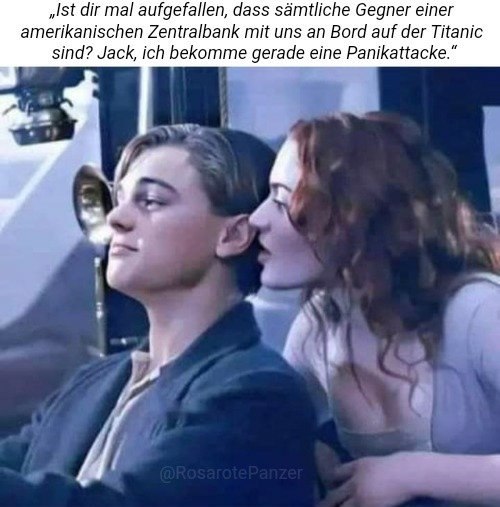 „Ist dir mal aufgefallen, dass sämtliche Gegner einer
amerikanischen Zentralbank mit uns an Bord auf der Titanic
sind? Jack, ich bekomme gerade eine Panikattacke.“
@RosarotePanzer